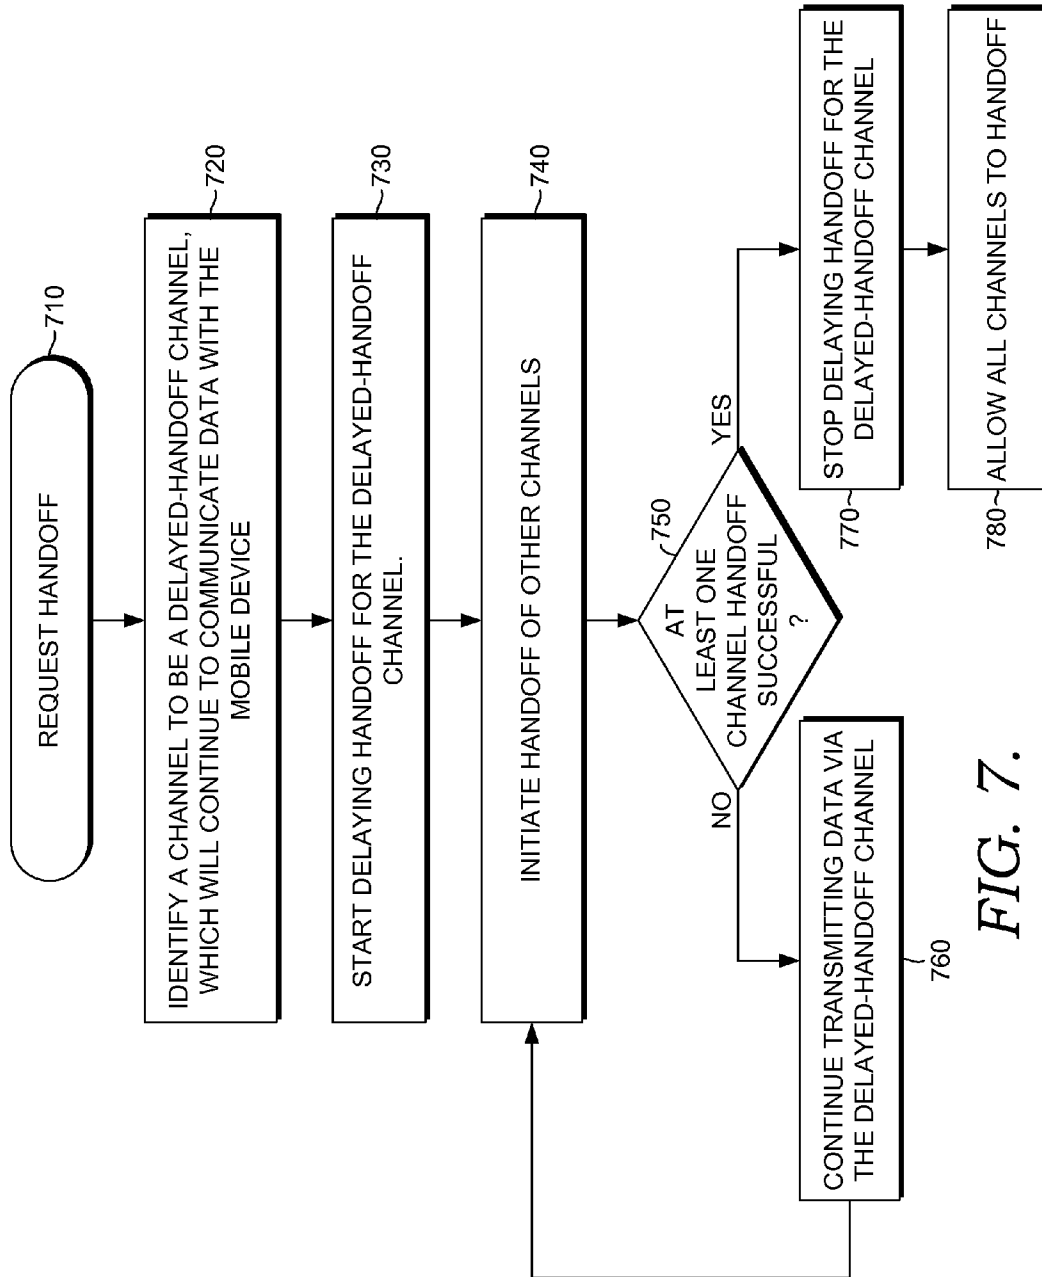 REQUEST HANDOFF
710
IDENTIFY A CHANNEL TO BE A DELAYED-HANDOFF CHANNEL,
WHICH WILL CONTINUE TO COMMUNICATE DATA WITH THE
MOBILE DEVICE
720
START DELAYING HANDOFF FOR THE DELAYED-HANDOFF
CHANNEL.
730
INITIATE HANDOFF OF OTHER CHANNELS
740
AT
LEAST ONE
CHANNEL HANDOFF
SUCCESSFUL
?
750
NO
YES
CONTINUE TRANSMITTING DATA VIA
THE DELAYED-HANDOFF CHANNEL
760
STOP DELAYING HANDOFF FOR THE
DELAYED-HANDOFF CHANNEL
770
ALLOW ALL CHANNELS TO HANDOFF
780
FIG. 7.